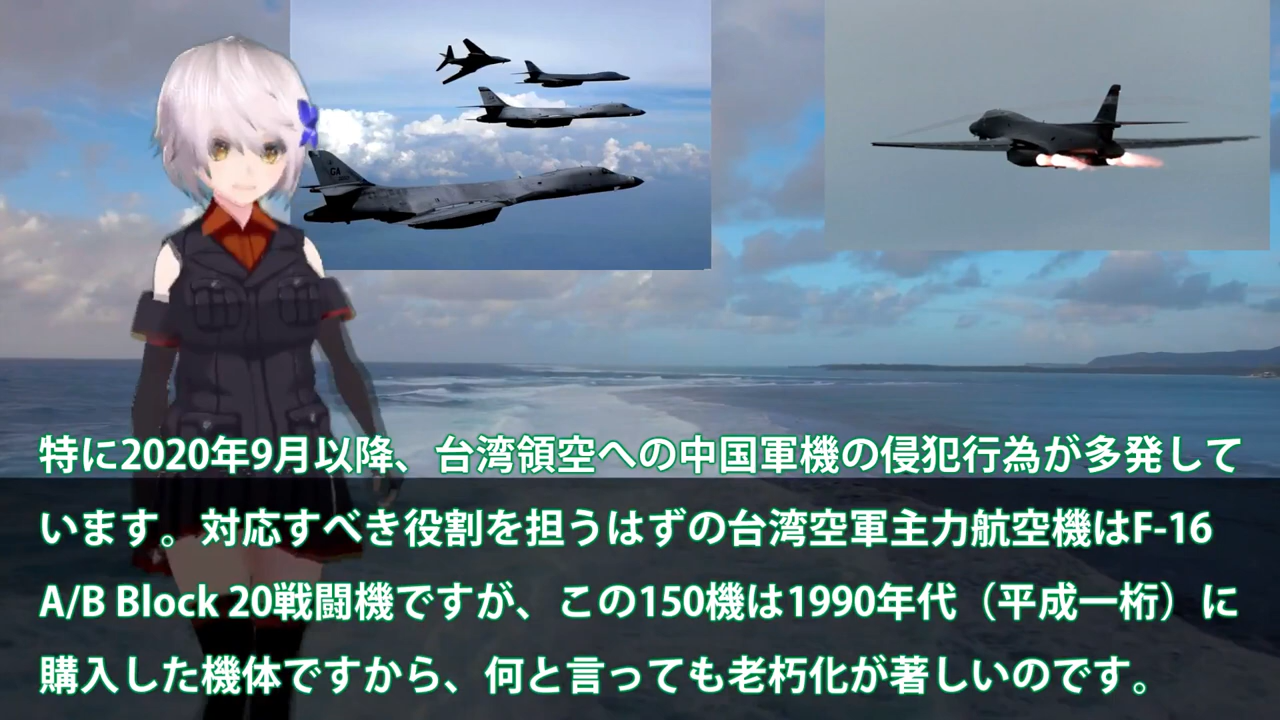 GA
特に2020年9月以降、台湾領空への中国軍機の侵犯行為が多発して
います。対応すべき役割を担うはずの台湾空軍主力航空機はF-16
A/B Block 20戦闘機ですが、この150機は1990年代（平成一桁）に
購入した機体ですから、何と言っても老朽化が著しいのです。